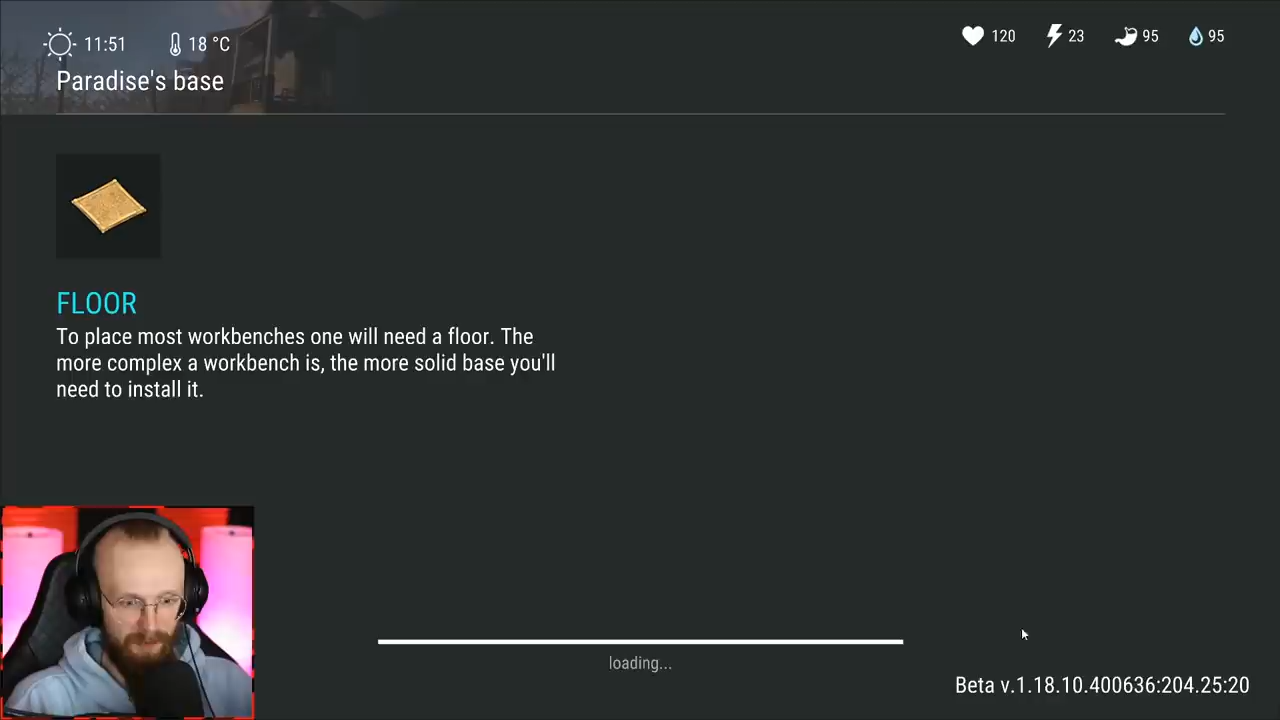 11:51 18 °C 120 23 95 95
Paradise's base
FLOOR
To place most workbenches one will need a floor. The
more complex a workbench is, the more solid base you'll
need to install it.
loading...
Beta v.1.18.10.400636:204.25:20